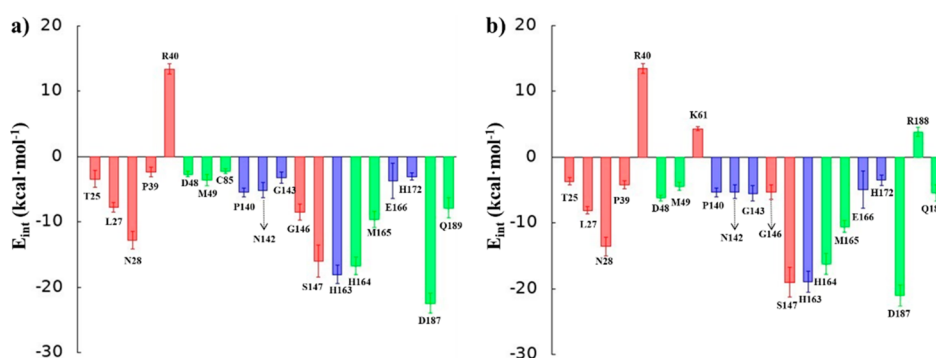 a)
20
10
0
-10
-20
-30
E_int (kcal·mol⁻¹)
T25
L27
N28
P39
R40
D48
M49
C85
P140
N142
G143
G146
S147
H163
H164
M165
E166
H172
D187
Q189
b)
20
10
0
-10
-20
-30
E_int (kcal·mol⁻¹)
T25
L27
N28
P39
R40
D48
M49
K61
P140
N142
G143
G146
S147
H163
H164
M165
E166
H172
D187
R188